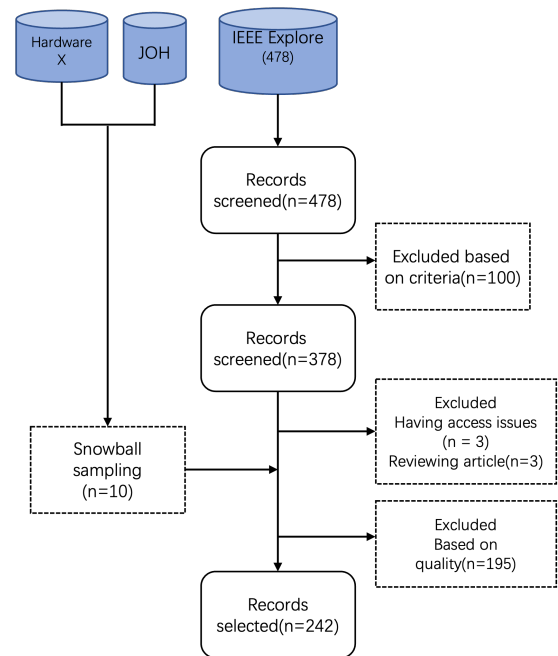 Hardware
X
JOH
IEEE Explore
(478)
Records
screened(n=478)
Excluded based
on criteria(n=100)
Records
screened(n=378)
Excluded
Having access issues
(n = 3)
Reviewing article(n=3)
Snowball
sampling
(n=10)
Excluded
Based on
quality(n=195)
Records
selected(n=242)